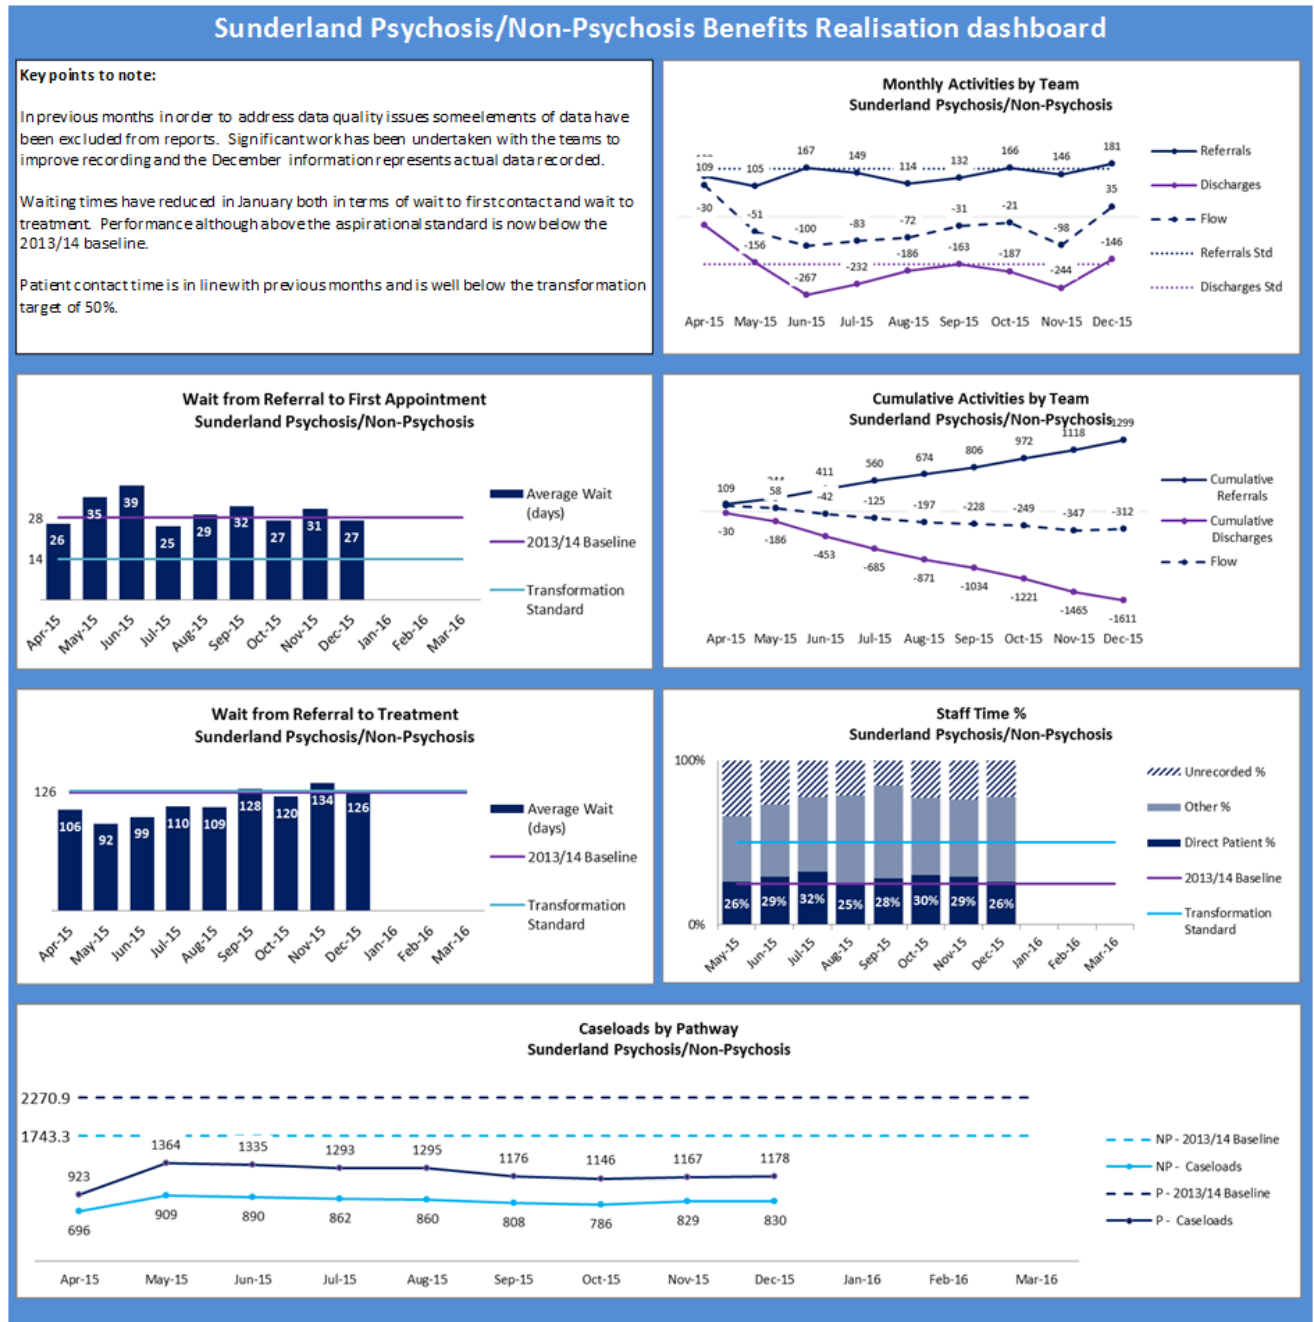 Sunderland Psychosis/Non-Psychosis Benefits Realisation dashboard
Key points to note:
In previous months in order to address data quality issues some elements of data have
been excluded from reports. Significant work has been undertaken with the teams to
improve recording and the December information represents actual data recorded.
Waiting times have reduced in January both in terms of wait to first contact and wait to
treatment. Performance although above the aspirational standard is now below the
2013/14 baseline.
Patient contact time is in line with previous months and is well below the transformation
target of 50%.
Monthly Activities by Team
Sunderland Psychosis/Non-Psychosis
109 105 167 149 114 132 166 146 181
-51 -100 -83 -72 -31 -21 -98 35
-30 -156 -267 -232 -186 -163 -187 -244 -146
Apr-15 May-15 Jun-15 Jul-15 Aug-15 Sep-15 Oct-15 Nov-15 Dec-15
Referrals
Discharges
Flow
Referrals Std
Discharges Std
Wait from Referral to First Appointment
Sunderland Psychosis/Non-Psychosis
28
14
26 35 39 25 29 32 27 31 27
Apr-15 May-15 Jun-15 Jul-15 Aug-15 Sep-15 Oct-15 Nov-15 Dec-15 Jan-16 Feb-16 Mar-16
Average Wait
(days)
2013/14 Baseline
Transformation
Standard
Cumulative Activities by Team
Sunderland Psychosis/Non-Psychosis
109 411 560 674 806 972 1118 1299
58 -42 -125 -197 -228 -249 -347 -312
-30 -186 -453 -685 -871 -1034 -1221 -1465 -1611
Apr-15 May-15 Jun-15 Jul-15 Aug-15 Sep-15 Oct-15 Nov-15 Dec-15
Cumulative
Referrals
Cumulative
Discharges
Flow
Wait from Referral to Treatment
Sunderland Psychosis/Non-Psychosis
126
106 92 99 110 109 128 120 134 126
Apr-15 May-15 Jun-15 Jul-15 Aug-15 Sep-15 Oct-15 Nov-15 Dec-15 Jan-16 Feb-16 Mar-16
Average Wait
(days)
2013/14 Baseline
Transformation
Standard
Staff Time %
Sunderland Psychosis/Non-Psychosis
100%
0%
26% 29% 32% 25% 28% 30% 29% 26%
May-15 Jun-15 Jul-15 Aug-15 Sep-15 Oct-15 Nov-15 Dec-15 Jan-16 Feb-16 Mar-16
Unrecorded %
Other %
Direct Patient %
2013/14 Baseline
Transformation
Standard
Caseloads by Pathway
Sunderland Psychosis/Non-Psychosis
2270.9
1743.3
923 1364 1335 1293 1295 1176 1146 1167 1178
696 909 890 862 860 808 786 829 830
Apr-15 May-15 Jun-15 Jul-15 Aug-15 Sep-15 Oct-15 Nov-15 Dec-15 Jan-16 Feb-16 Mar-16
NP - 2013/14 Baseline
NP - Caseloads
P - 2013/14 Baseline
P - Caseloads